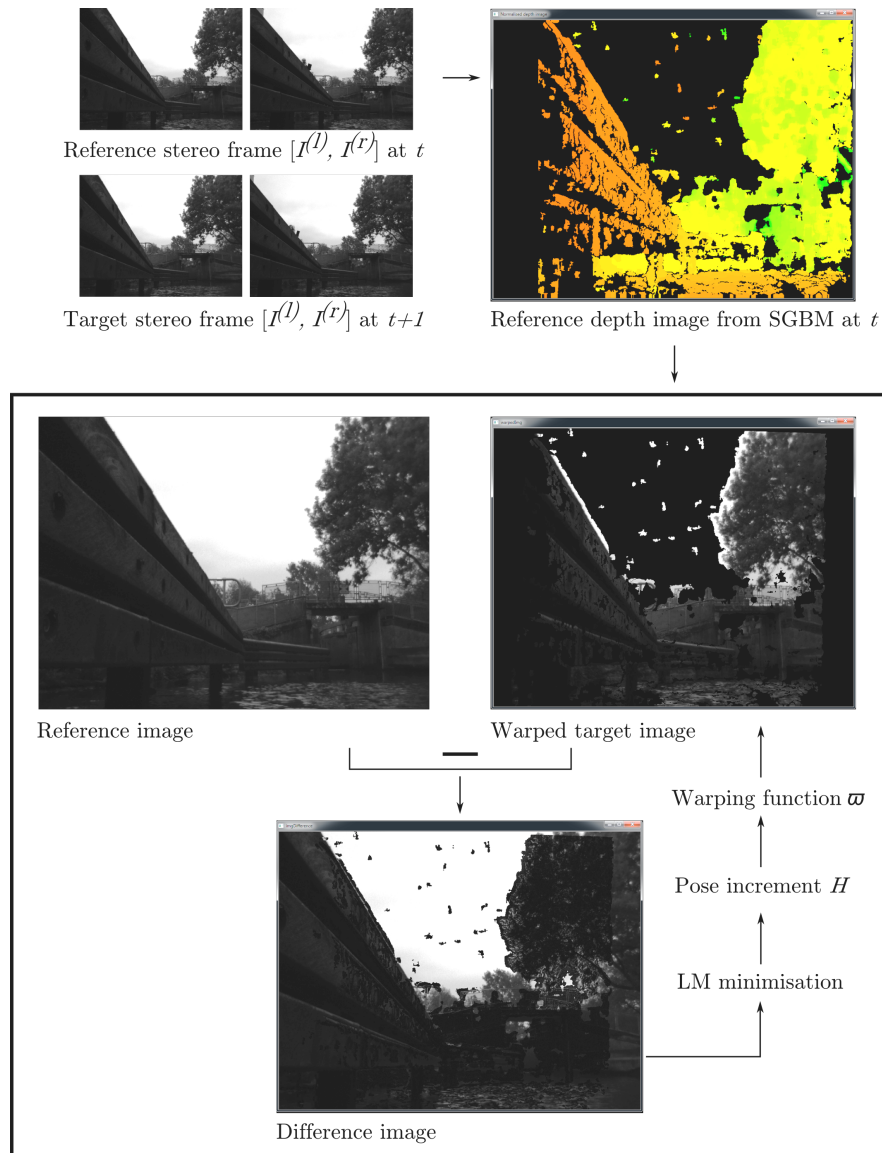 Reference stereo frame [I^(l), I^(r)] at t
Target stereo frame [I^(l), I^(r)] at t+1
Reference depth image from SGBM at t
Reference image
Warped target image
Warping function ϖ
Pose increment H
LM minimisation
Difference image